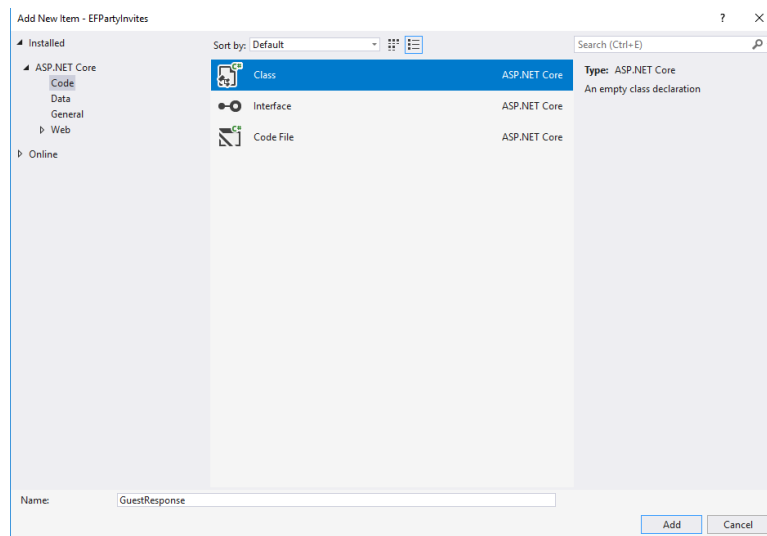 Add New Item - EFPartyInvites
? ×
Installed
Sort by: Default
Search (Ctrl+E)
ASP.NET Core
Code
Data
General
Web
Online
C# Class ASP.NET Core
Interface ASP.NET Core
C# Code File ASP.NET Core
Type: ASP.NET Core
An empty class declaration
Name: GuestResponse
Add Cancel